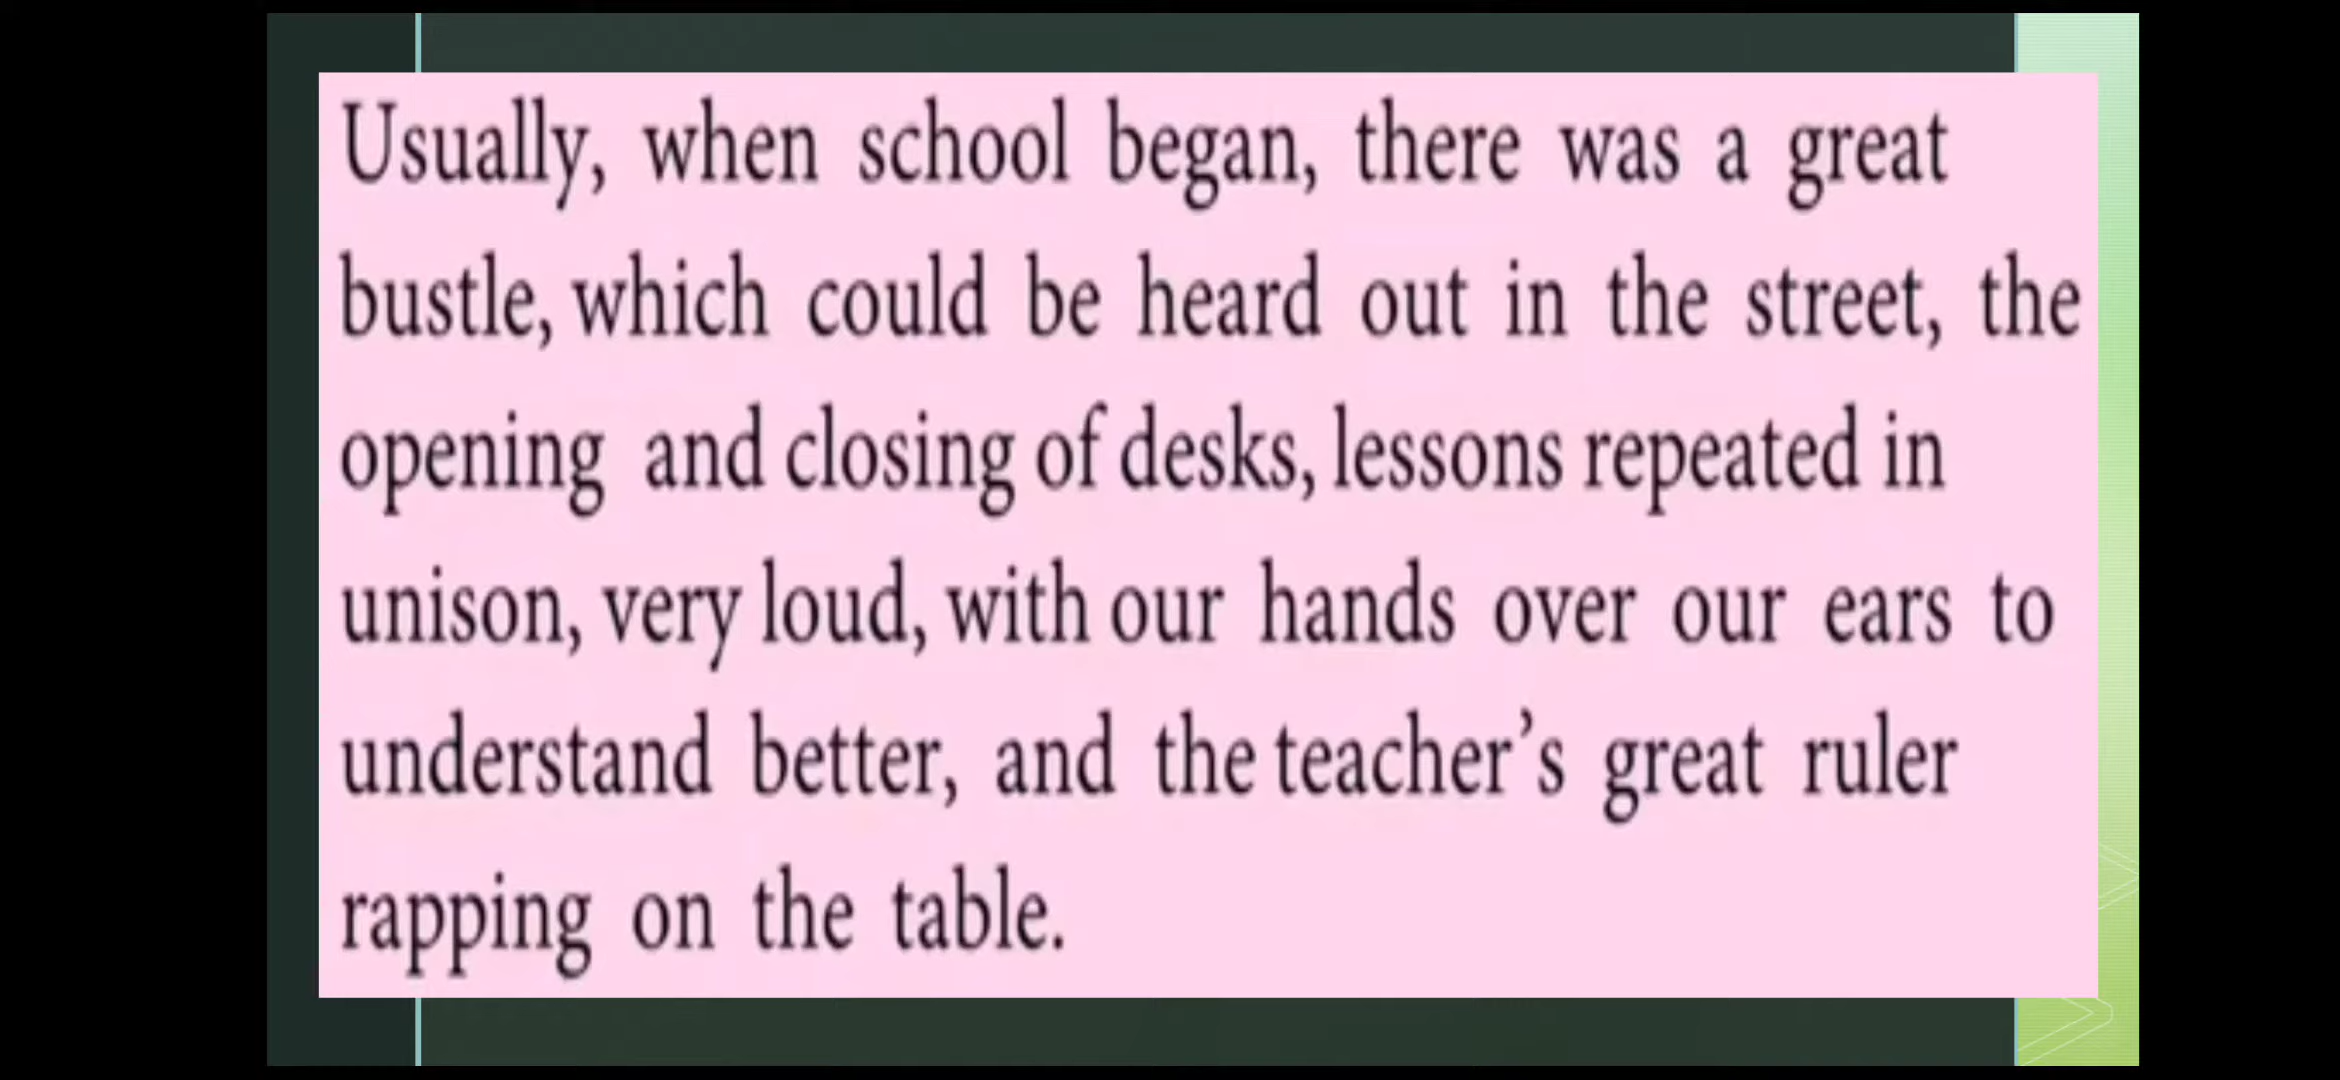 Usually, when school began, there was a great
bustle, which could be heard out in the street, the
opening and closing of desks, lessons repeated in
unison, very loud, with our hands over our ears to
understand better, and the teacher’s great ruler
rapping on the table.